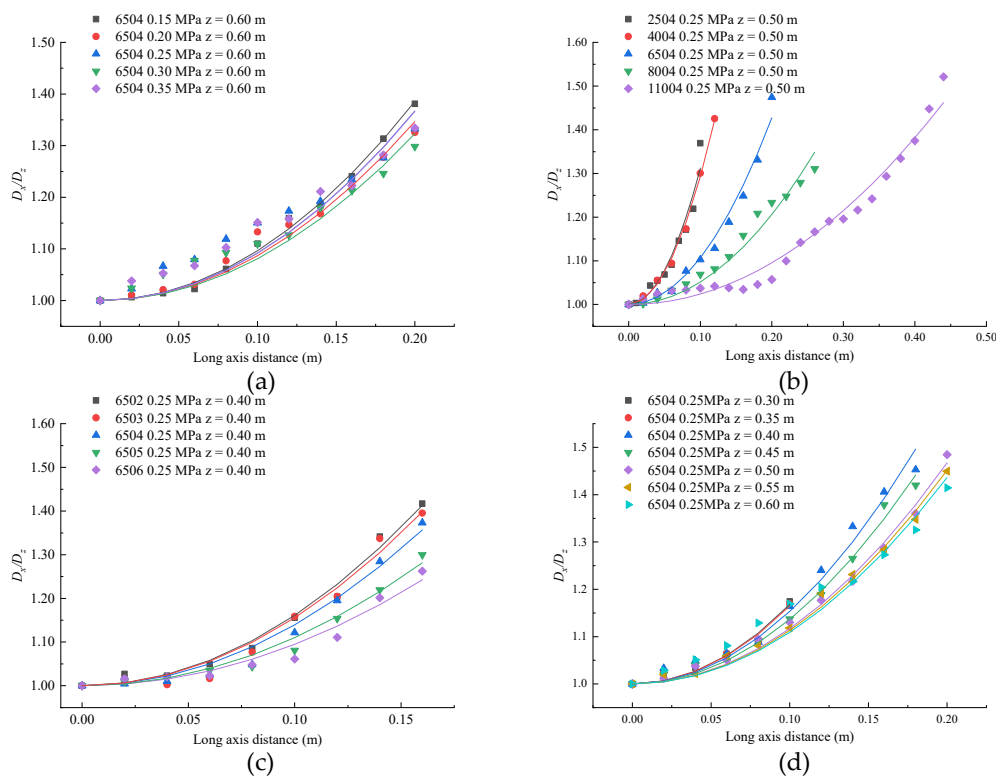 6504 0.15 MPa z = 0.60 m
6504 0.20 MPa z = 0.60 m
6504 0.25 MPa z = 0.60 m
6504 0.30 MPa z = 0.60 m
6504 0.35 MPa z = 0.60 m
1.50
1.40
1.30
1.20
1.10
1.00
Dx/Dz
0.00
0.05
0.10
0.15
0.20
Long axis distance (m)
(a)
2504 0.25 MPa z = 0.50 m
4004 0.25 MPa z = 0.50 m
6504 0.25 MPa z = 0.50 m
8004 0.25 MPa z = 0.50 m
11004 0.25 MPa z = 0.50 m
1.60
1.50
1.40
1.30
1.20
1.10
1.00
Dx/Dz
0.00
0.10
0.20
0.30
0.40
0.50
Long axis distance (m)
(b)
6502 0.25 MPa z = 0.40 m
6503 0.25 MPa z = 0.40 m
6504 0.25 MPa z = 0.40 m
6505 0.25 MPa z = 0.40 m
6506 0.25 MPa z = 0.40 m
1.60
1.50
1.40
1.30
1.20
1.10
1.00
Dx/Dz
0.00
0.05
0.10
0.15
Long axis distance (m)
(c)
6504 0.25MPa z = 0.30 m
6504 0.25MPa z = 0.35 m
6504 0.25MPa z = 0.40 m
6504 0.25MPa z = 0.45 m
6504 0.25MPa z = 0.50 m
6504 0.25MPa z = 0.55 m
6504 0.25MPa z = 0.60 m
1.5
1.4
1.3
1.2
1.1
1.0
Dx/Dz
0.00
0.05
0.10
0.15
0.20
Long axis distance (m)
(d)